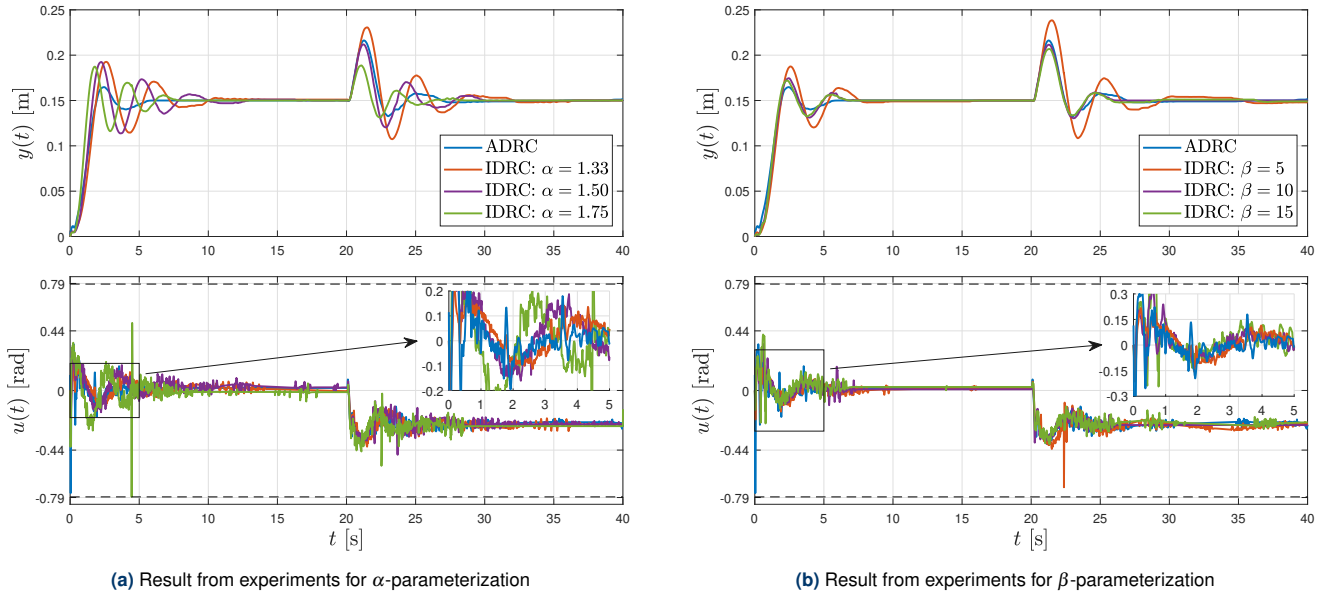 0.25
0.2
0.15
0.1
0.05
0
y(t) [m]
0 5 10 15 20 25 30 35 40
ADRC
IDRC: α = 1.33
IDRC: α = 1.50
IDRC: α = 1.75
0.79
0.44
0
-0.44
-0.79
u(t) [rad]
0.2
0.1
0
-0.1
-0.2
0 1 2 3 4 5
0 5 10 15 20 25 30 35 40
t [s]
(a) Result from experiments for α-parameterization
0.25
0.2
0.15
0.1
0.05
0
y(t) [m]
0 5 10 15 20 25 30 35 40
ADRC
IDRC: β = 5
IDRC: β = 10
IDRC: β = 15
0.79
0.44
0
-0.44
-0.79
u(t) [rad]
0.3
0.15
0
-0.15
-0.3
0 1 2 3 4 5
0 5 10 15 20 25 30 35 40
t [s]
(b) Result from experiments for β-parameterization